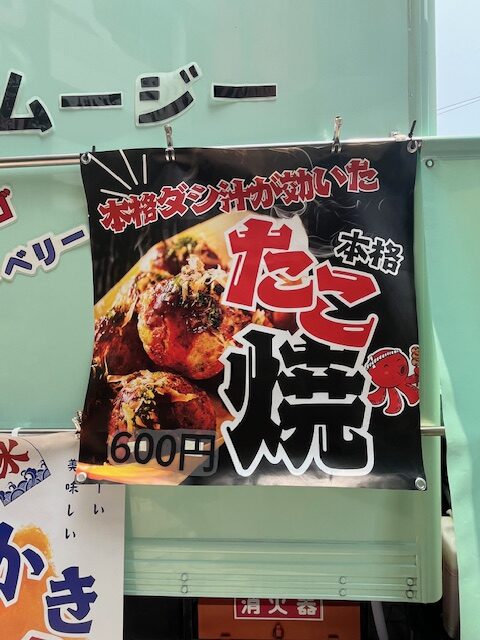 ムージー
ベリー
本格ダシ汁が効いた
本格
たこ
焼
600円
氷
美味しい
かき
消火器